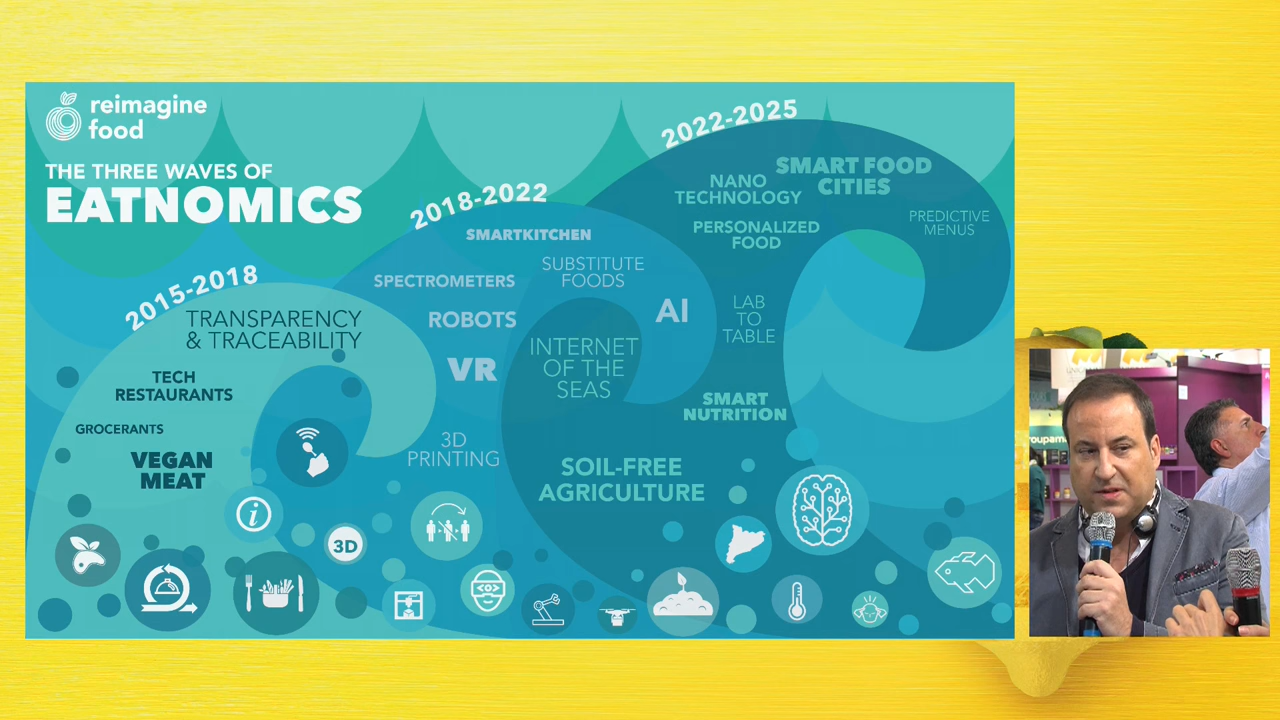 reimagine
food
THE THREE WAVES OF
EATNOMICS
2015-2018
TRANSPARENCY
& TRACEABILITY
TECH
RESTAURANTS
GROCERANTS
VEGAN
MEAT
3D
2018-2022
SMARTKITCHEN
SPECTROMETERS
SUBSTITUTE
FOODS
ROBOTS
AI
VR
3D
PRINTING
2022-2025
SMART FOOD
CITIES
NANO
TECHNOLOGY
PREDICTIVE
MENUS
PERSONALIZED
FOOD
LAB
TO
TABLE
INTERNET
OF THE
SEAS
SMART
NUTRITION
SOIL-FREE
AGRICULTURE
i
roupama